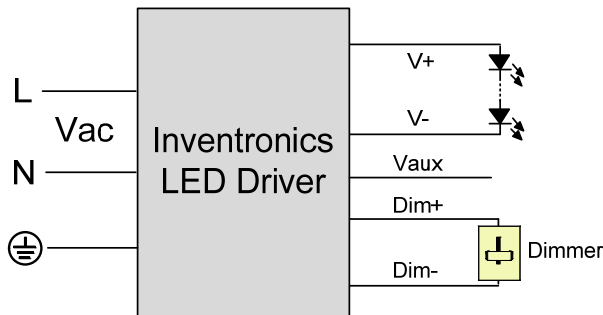 L
Vac
N
Inventronics
LED Driver
V+
V-
Vaux
Dim+
Dim-
Dimmer